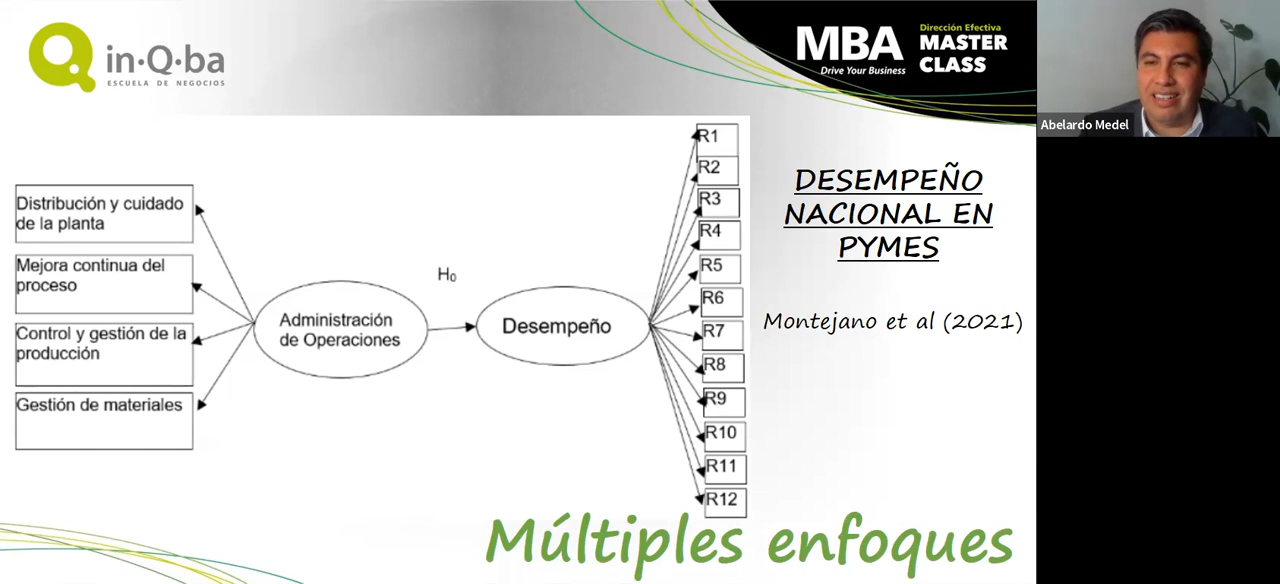 in·Q·ba
ESCUELA DE NEGOCIOS
MBA
Drive Your Business
Dirección Efectiva
MASTER
CLASS
Abelardo Medel
Distribución y cuidado
de la planta
Mejora continua del
proceso
Control y gestión de la
producción
Gestión de materiales
Administración
de Operaciones
H₀
Desempeño
R1
R2
R3
R4
R5
R6
R7
R8
R9
R10
R11
R12
DESEMPEÑO
NACIONAL EN
PYMES
Montejano et al (2021)
Múltiples enfoques